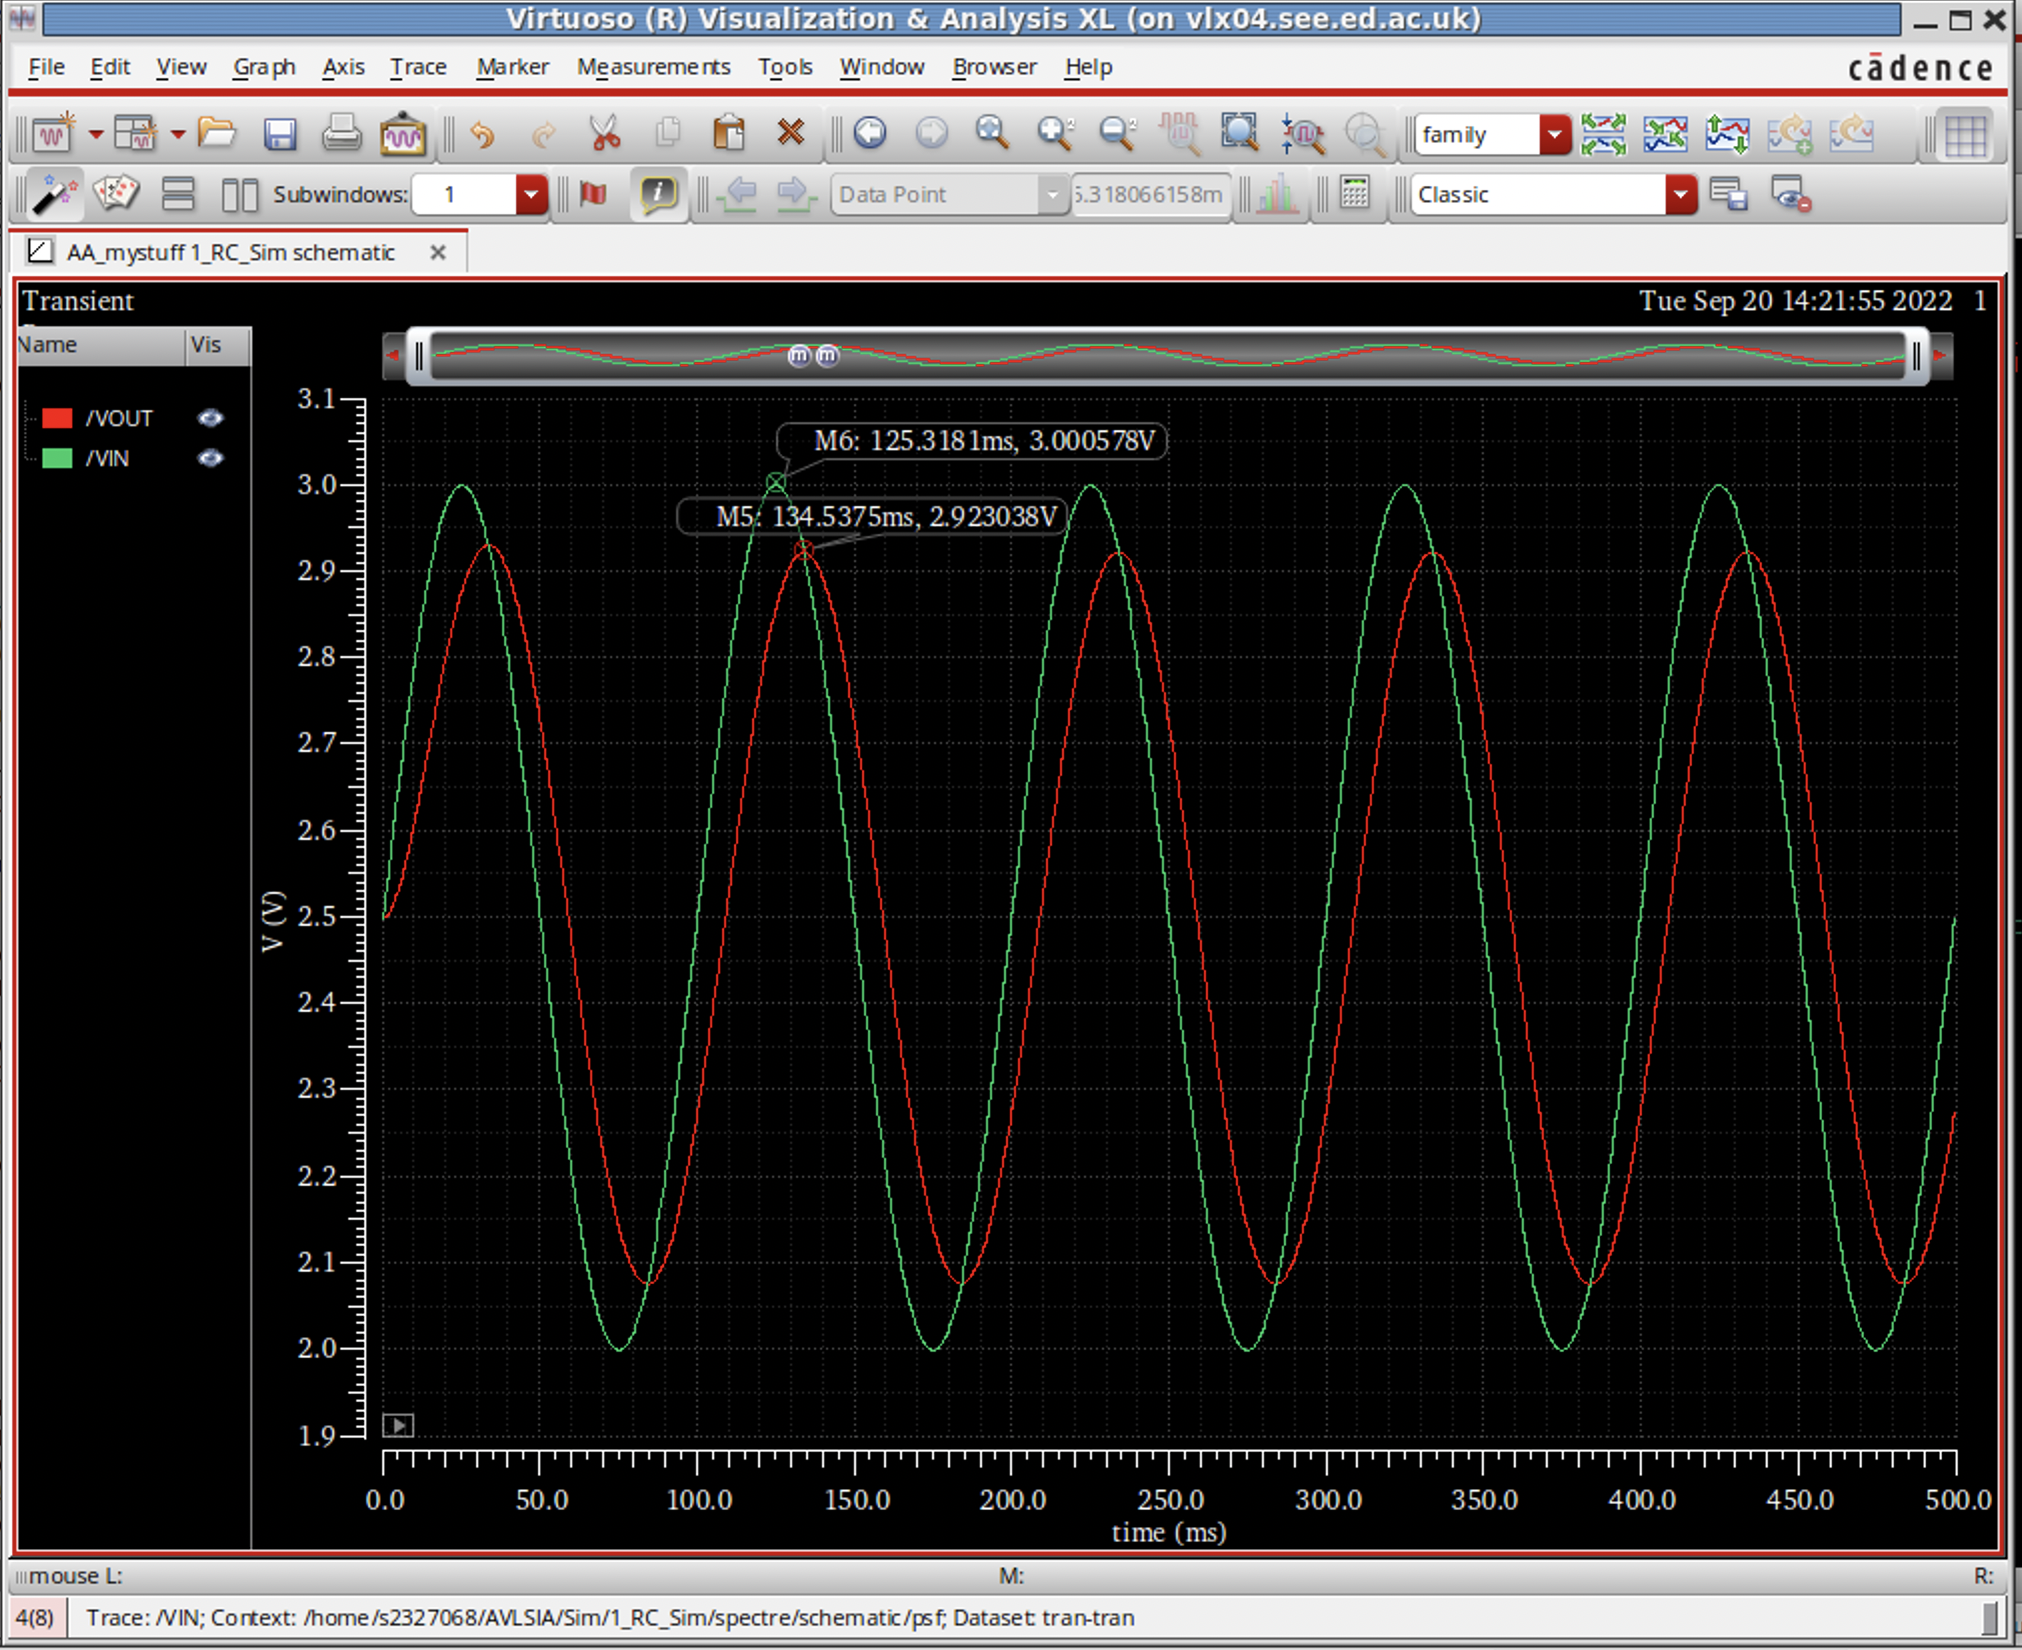 Virtuoso (R) Visualization & Analysis XL (on vlx04.see.ed.ac.uk)
File Edit View Graph Axis Trace Marker Measurements Tools Window Browser Help
cādence
family
Subwindows: 1
Data Point
5.318066158m
Classic
AA_mystuff 1_RC_Sim schematic
Transient
Tue Sep 20 14:21:55 2022 1
Name Vis
/VOUT
/VIN
m m
M6: 125.3181ms, 3.000578V
M5: 134.5375ms, 2.923038V
3.1
3.0
2.9
2.8
2.7
2.6
2.5
2.4
2.3
2.2
2.1
2.0
1.9
V (V)
0.0 50.0 100.0 150.0 200.0 250.0 300.0 350.0 400.0 450.0 500.0
time (ms)
mouse L: M: R:
4(8) Trace: /VIN; Context: /home/s2327068/AVLSIA/Sim/1_RC_Sim/spectre/schematic/psf; Dataset: tran-tran